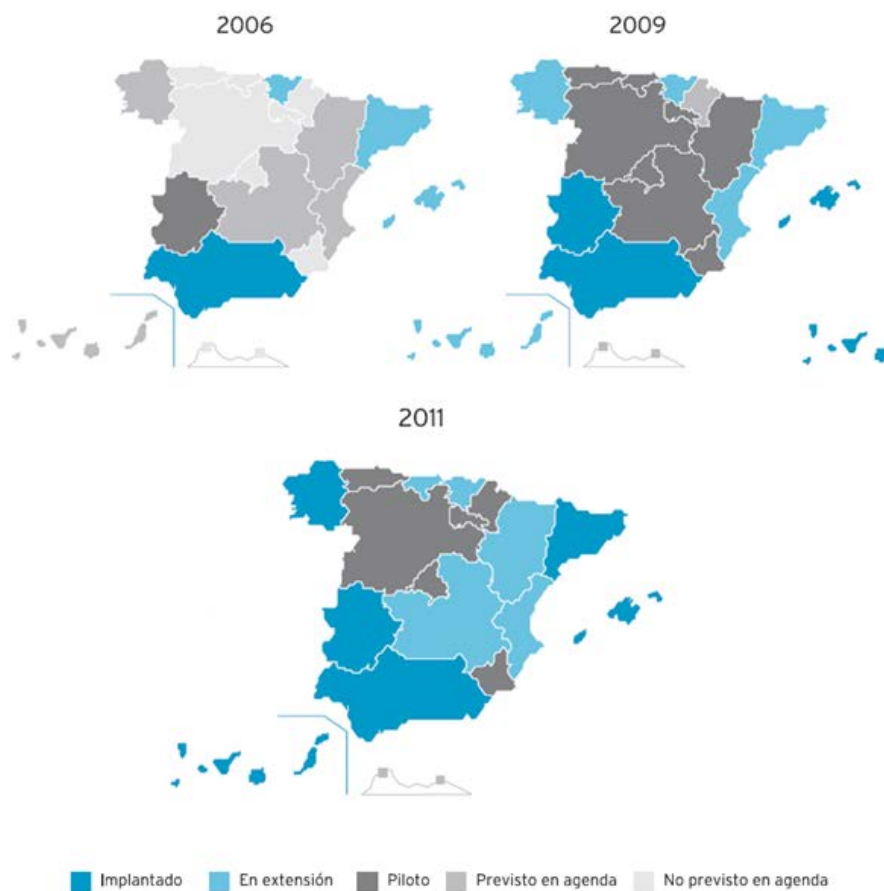 2006
2009
2011
Implantado
En extensión
Piloto
Previsto en agenda
No previsto en agenda